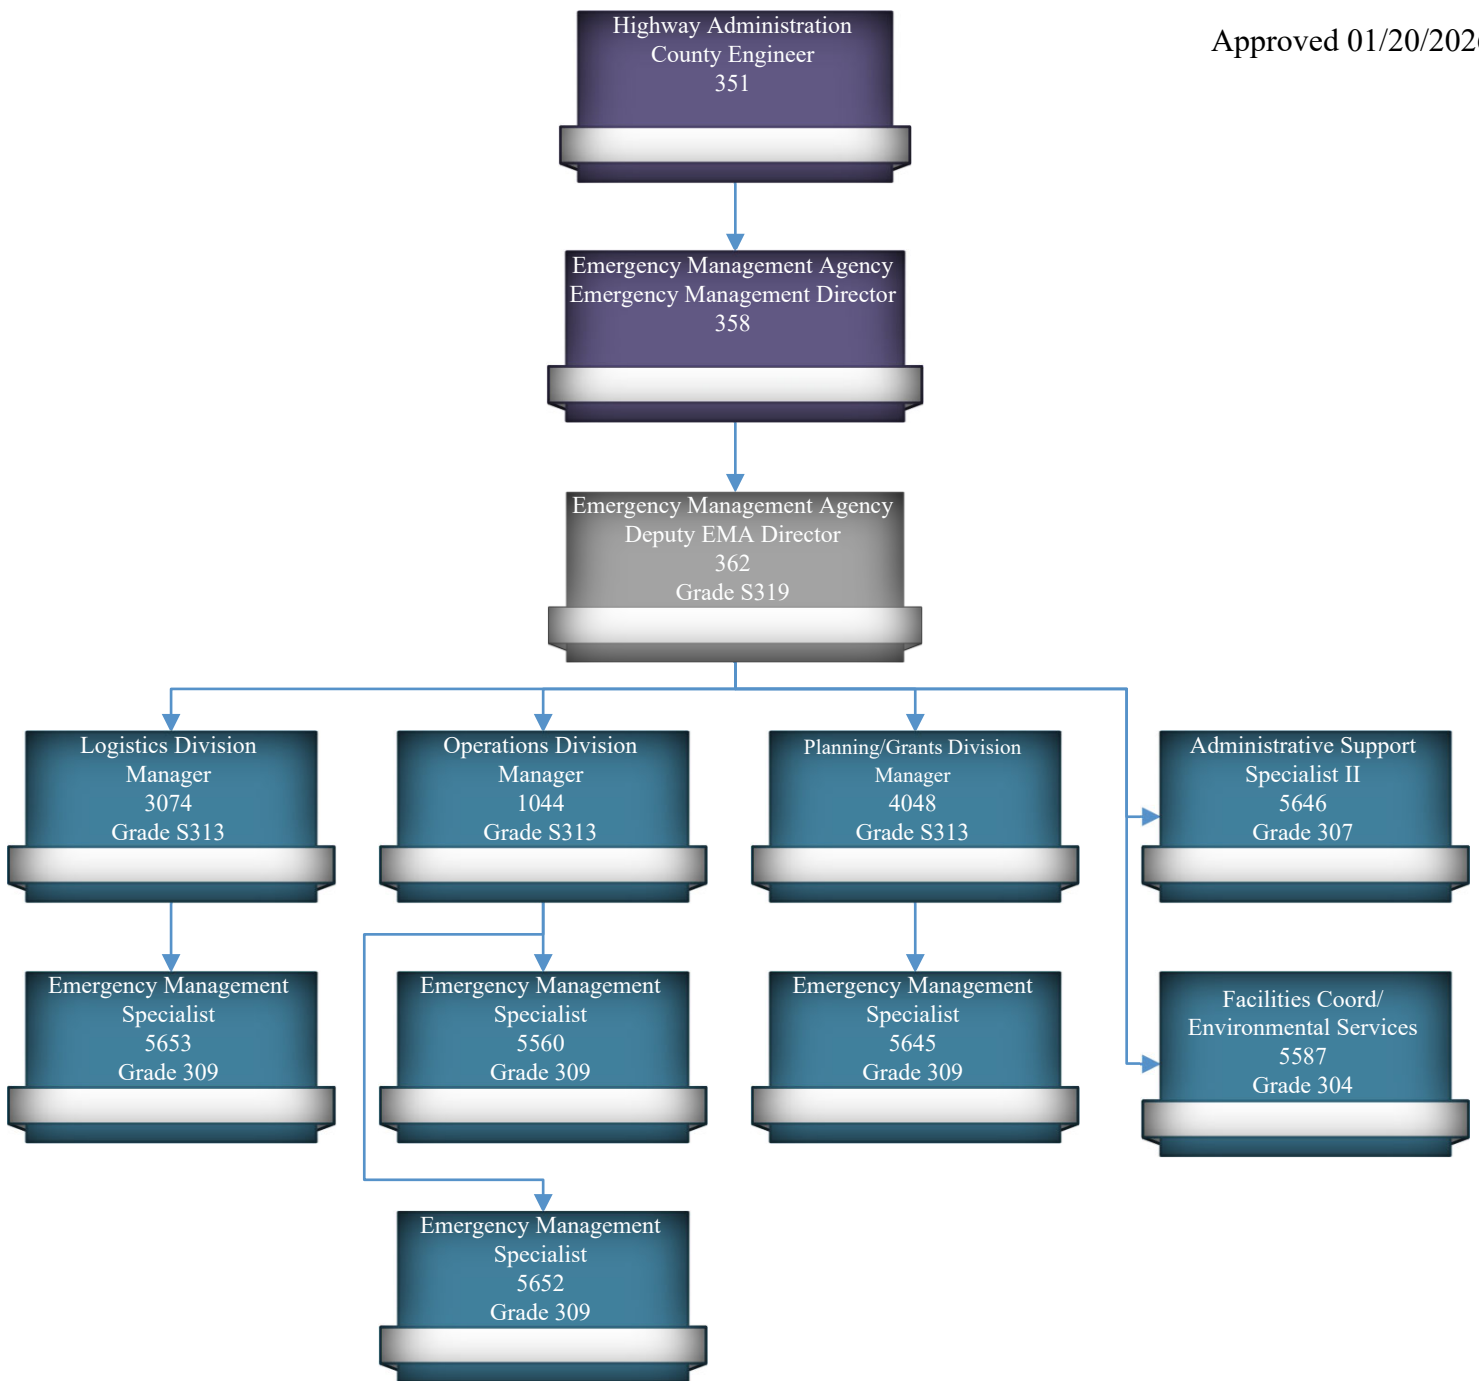 Highway Administration
County Engineer
351
Approved 01/20/2026
Emergency Management Agency
Emergency Management Director
358
Emergency Management Agency
Deputy EMA Director
362
Grade S319
Logistics Division
Manager
3074
Grade S313
Operations Division
Manager
1044
Grade S313
Planning/Grants Division
Manager
4048
Grade S313
Administrative Support
Specialist II
5646
Grade 307
Emergency Management
Specialist
5653
Grade 309
Emergency Management
Specialist
5560
Grade 309
Emergency Management
Specialist
5645
Grade 309
Facilities Coord/
Environmental Services
5587
Grade 304
Emergency Management
Specialist
5652
Grade 309